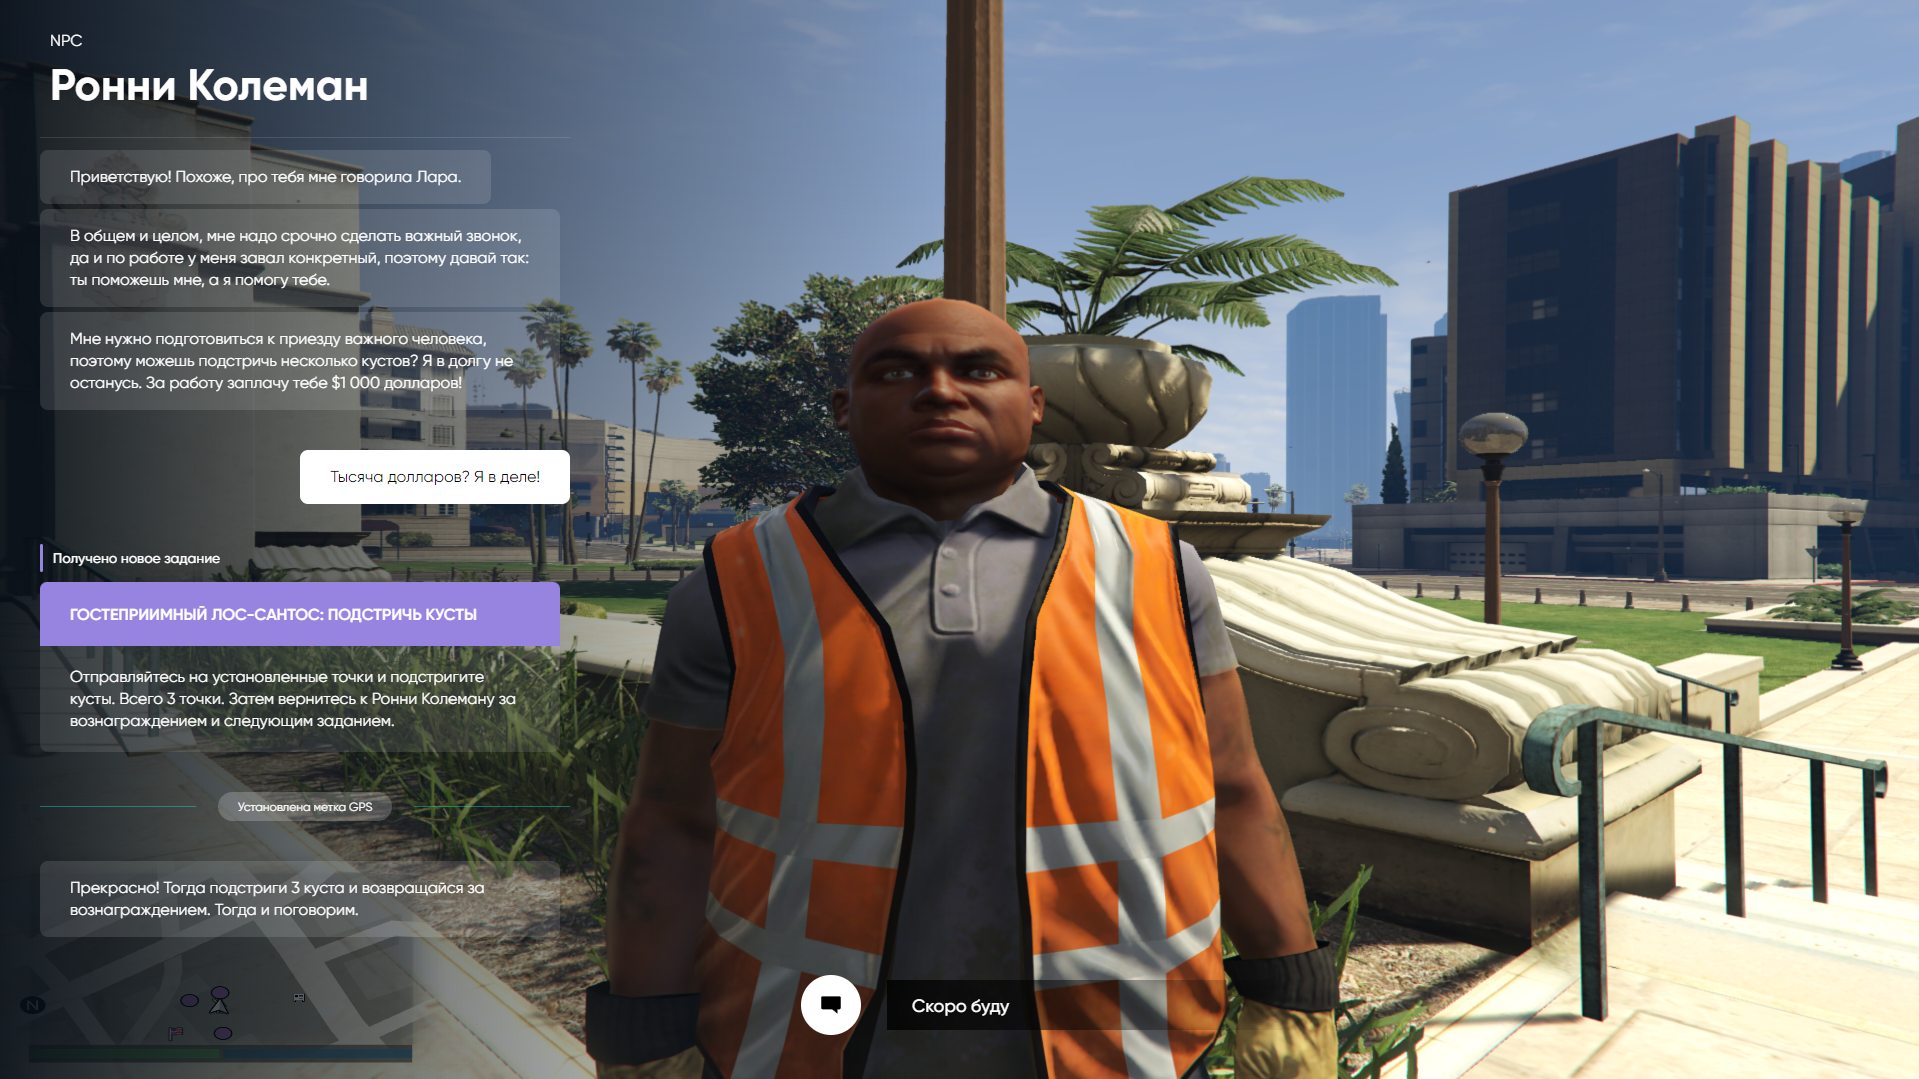 NPC
Ронни Колеман
Приветствую! Похоже, про тебя мне говорила Лара.
В общем и целом, мне надо срочно сделать важный звонок,
да и по работе у меня завал конкретный, поэтому давай так:
ты поможешь мне, а я помогу тебе.
Мне нужно подготовиться к приезду важного человека,
поэтому можешь подстричь несколько кустов? Я в долгу не
останусь. За работу заплачу тебе $1 000 долларов!
Тысяча долларов? Я в деле!
Получено новое задание
ГОСТЕПРИИМНЫЙ ЛОС-САНТОС: ПОДСТРИЧЬ КУСТЫ
Отправляйтесь на установленные точки и подстригите
кусты. Всего 3 точки. Затем вернитесь к Ронни Колеману за
вознаграждением и следующим заданием.
Установлена метка GPS
Прекрасно! Тогда подстриги 3 куста и возвращайся за
вознаграждением. Тогда и поговорим.
N
Скоро буду